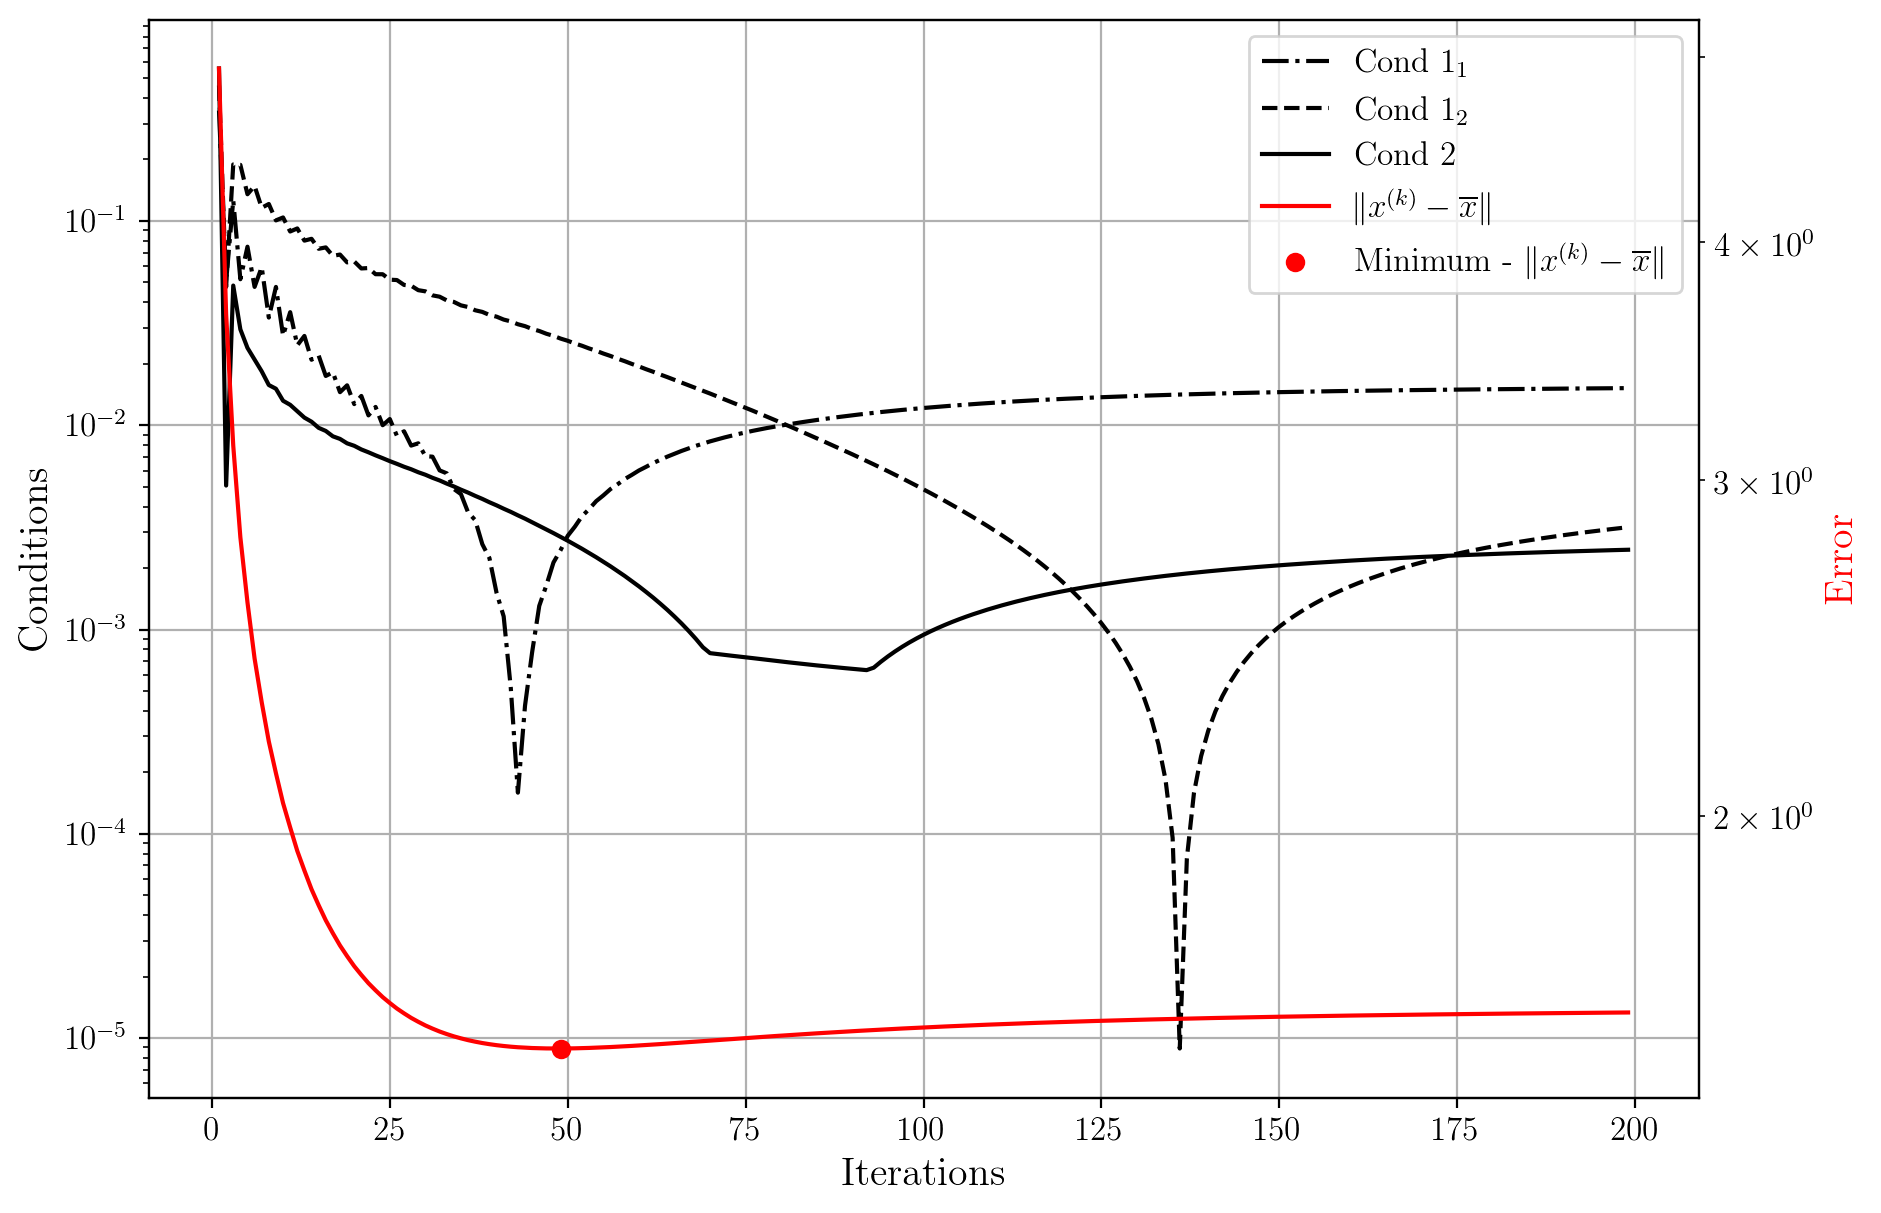 Cond 1₁
Cond 1₂
Cond 2
‖x⁽ᵏ⁾ − x̅‖
Minimum - ‖x⁽ᵏ⁾ − x̅‖
Conditions
10⁻¹
10⁻²
10⁻³
10⁻⁴
10⁻⁵
4 × 10⁰
3 × 10⁰
2 × 10⁰
Error
0 25 50 75 100 125 150 175 200
Iterations